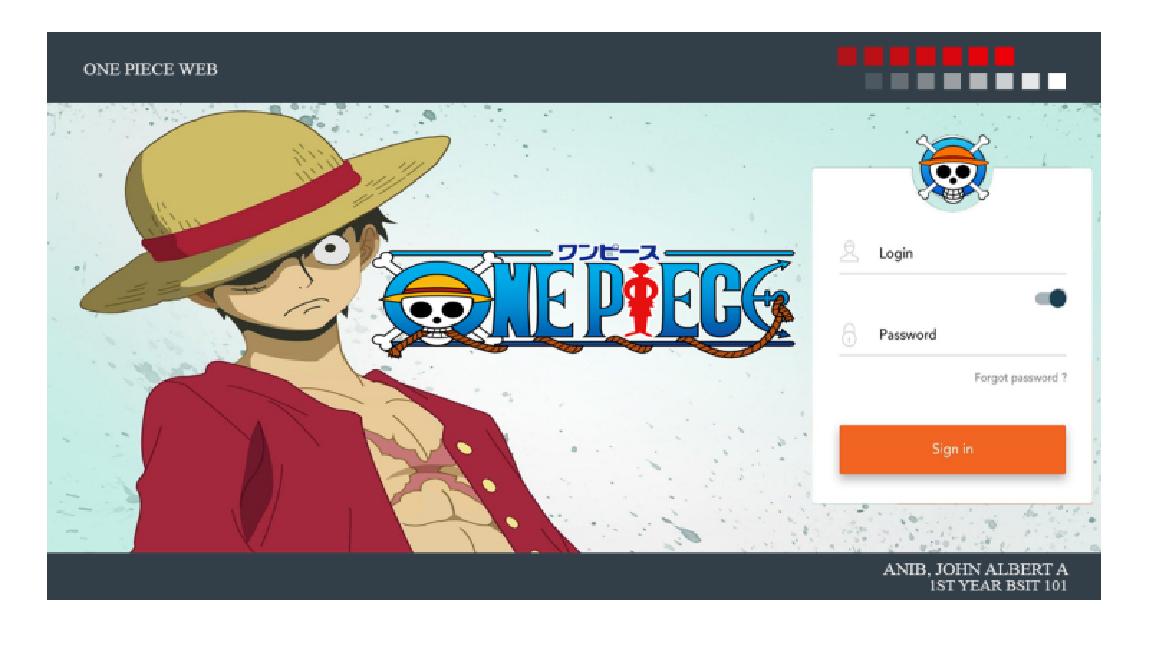 ONE PIECE WEB
ワンピース
ONE PIECE
Login
Password
Forgot password ?
Sign in
ANIB, JOHN ALBERT A
1ST YEAR BSIT 101